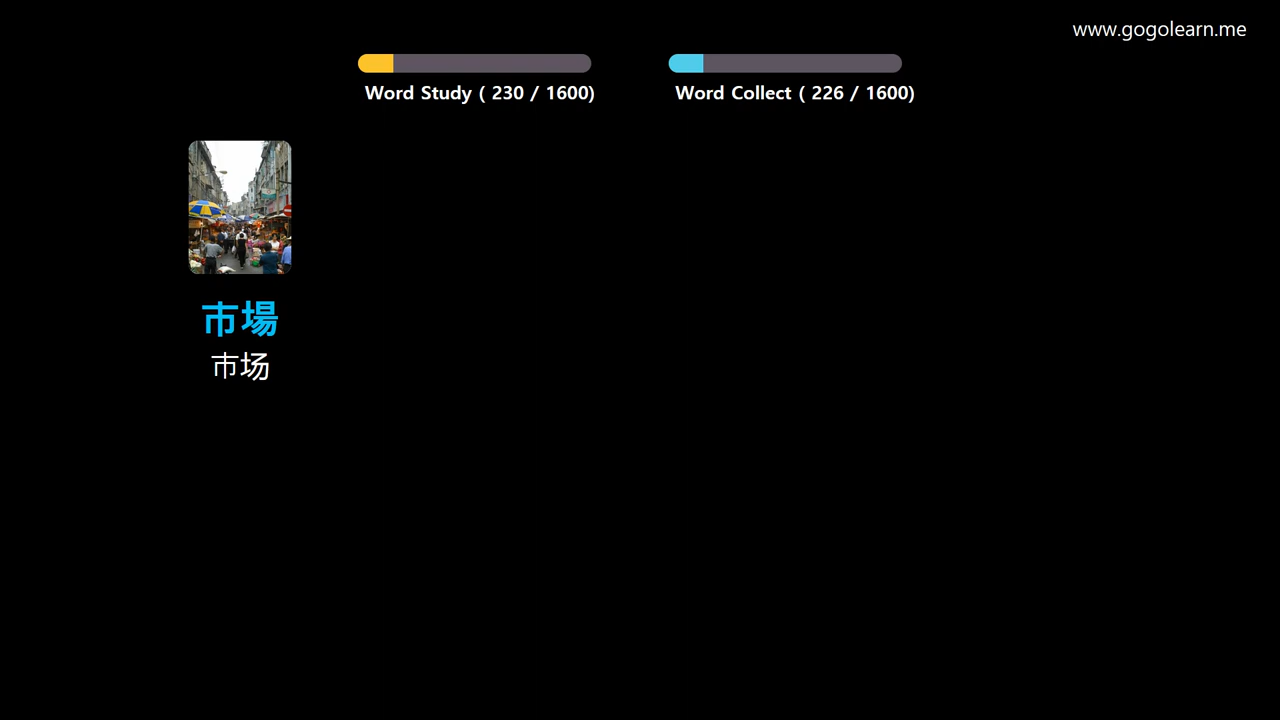 www.gogolearn.me
Word Study ( 230 / 1600)
Word Collect ( 226 / 1600)
市場
市场